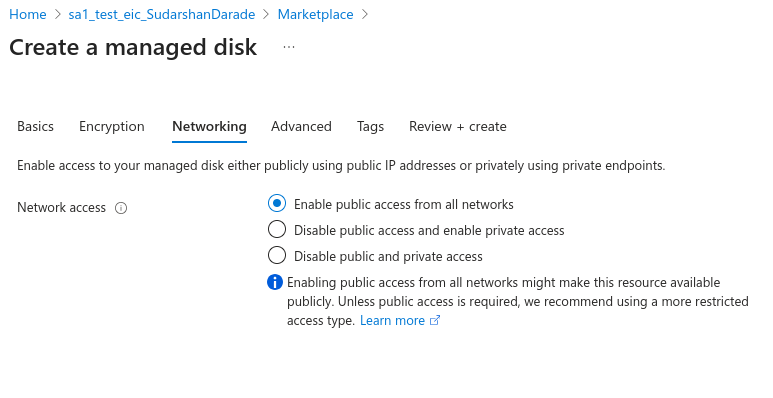 Home > sa1_test_eic_SudarshanDarade > Marketplace >
Create a managed disk ...
Basics Encryption Networking Advanced Tags Review + create
Enable access to your managed disk either publicly using public IP addresses or privately using private endpoints.
Network access
Enable public access from all networks
Disable public access and enable private access
Disable public and private access
Enabling public access from all networks might make this resource available
publicly. Unless public access is required, we recommend using a more restricted
access type. Learn more